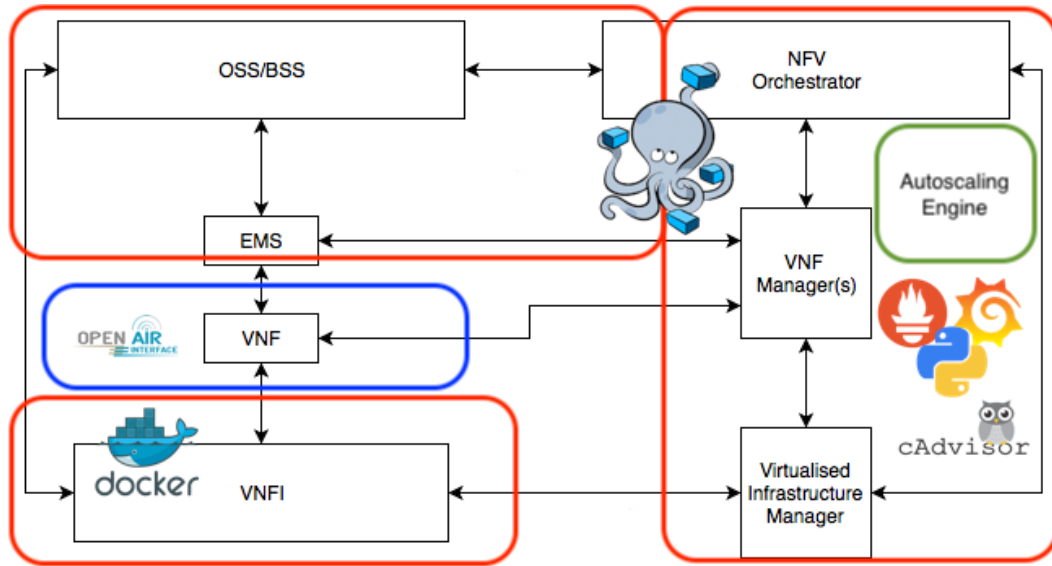 OSS/BSS
NFV
Orchestrator
Autoscaling
Engine
EMS
VNF
Manager(s)
OPEN AIR
INTERFACE
VNF
docker
VNFI
cAdvisor
Virtualised
Infrastructure
Manager